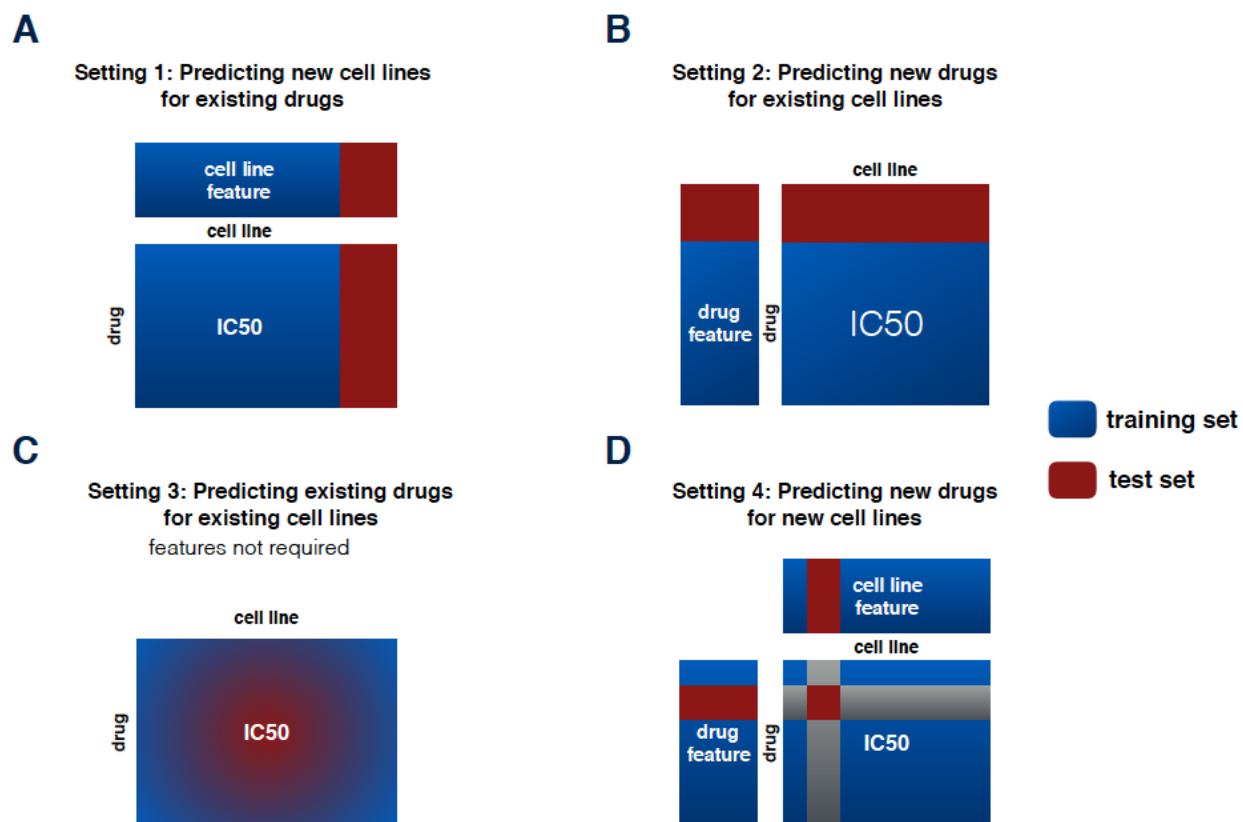 A
Setting 1: Predicting new cell lines
for existing drugs
cell line
feature
cell line
drug
IC50
B
Setting 2: Predicting new drugs
for existing cell lines
cell line
drug
feature
drug
IC50
training set
test set
C
Setting 3: Predicting existing drugs
for existing cell lines
features not required
cell line
drug
IC50
D
Setting 4: Predicting new drugs
for new cell lines
cell line
feature
cell line
drug
feature
drug
IC50